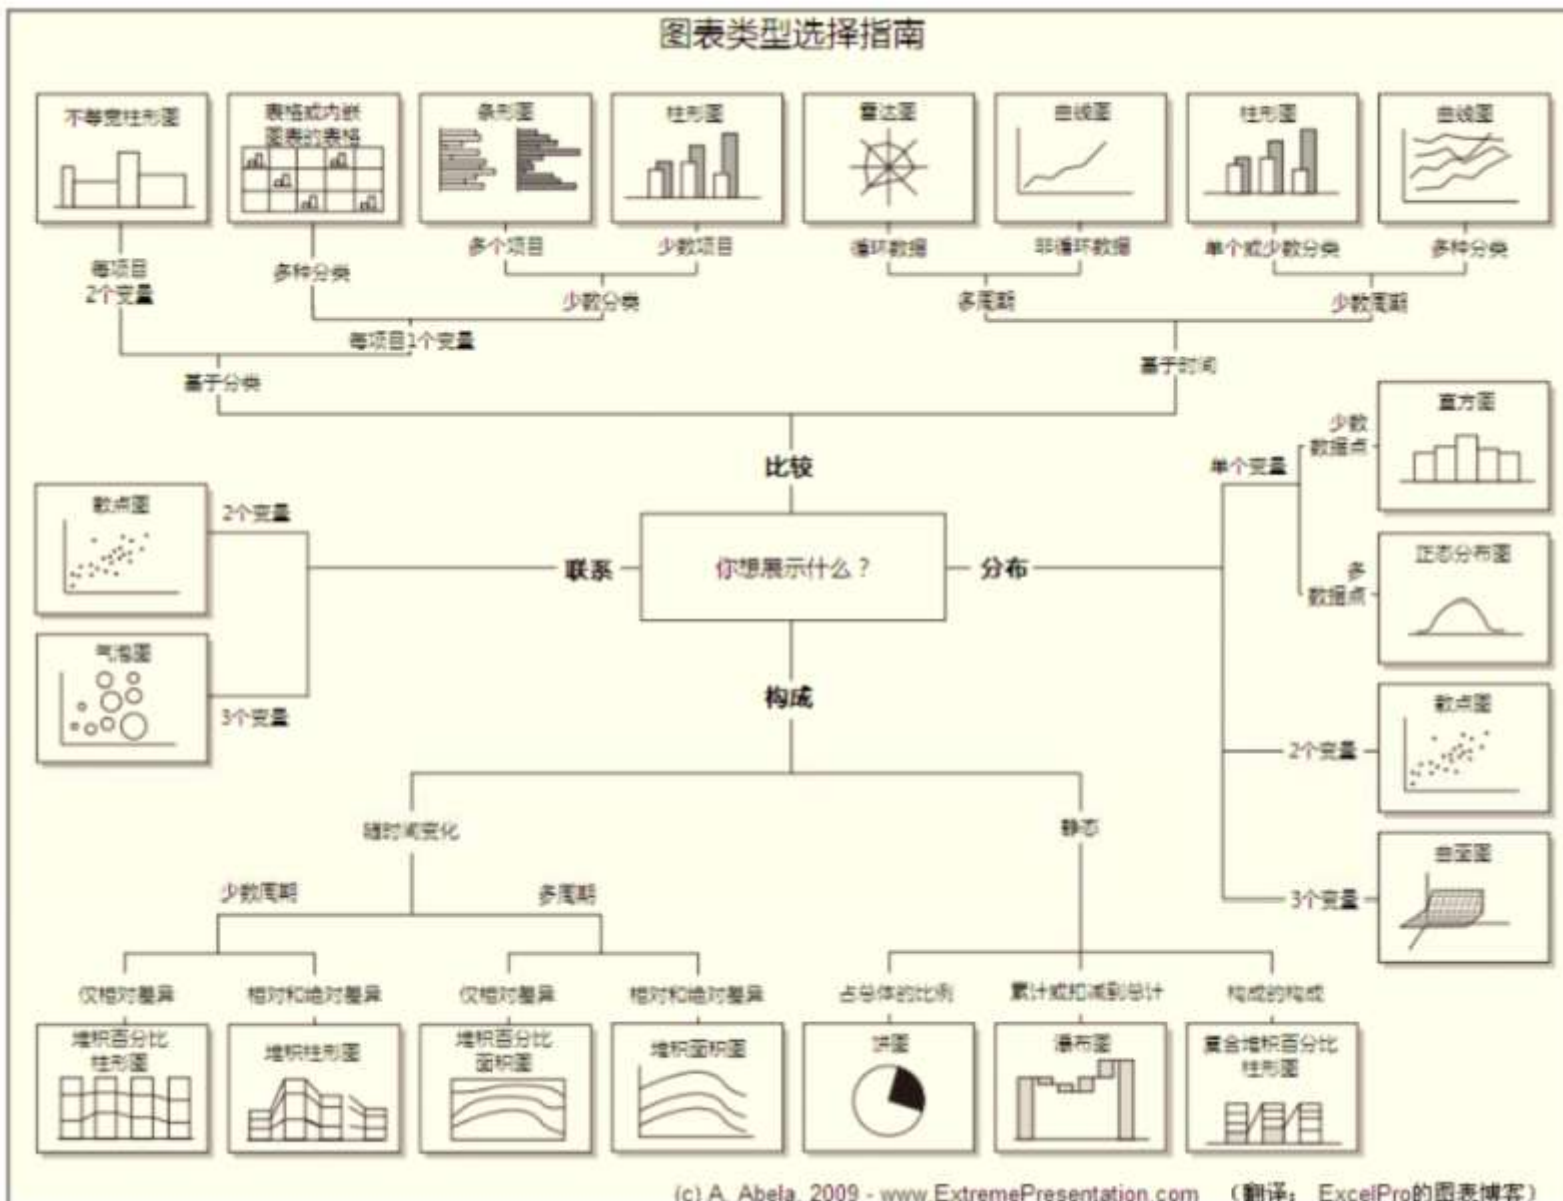 图表类型选择指南
不等宽柱形图
表格或内嵌
图表的表格
条形图
柱形图
雷达图
曲线图
柱形图
曲线图
每项目
2个变量
多种分类
多个项目
少数项目
循环数据
非循环数据
单个或少数分类
多种分类
少数分类
多周期
少数周期
每项目1个变量
基于分类
基于时间
比较
联系
你想展示什么？
分布
构成
2个变量
散点图
3个变量
气泡图
单个变量
少数
数据点
直方图
多
数据点
正态分布图
2个变量
散点图
3个变量
曲面图
随时间变化
静态
少数周期
多周期
仅相对差异
相对和绝对差异
仅相对差异
相对和绝对差异
占总体的比例
累计或扣减到总计
构成的构成
堆积百分比
柱形图
堆积柱形图
堆积百分比
面积图
堆积面积图
饼图
瀑布图
复合堆积百分比
柱形图
(c) A. Abela, 2009 - www.ExtremePresentation.com （翻译： ExcelPro的图表博客）